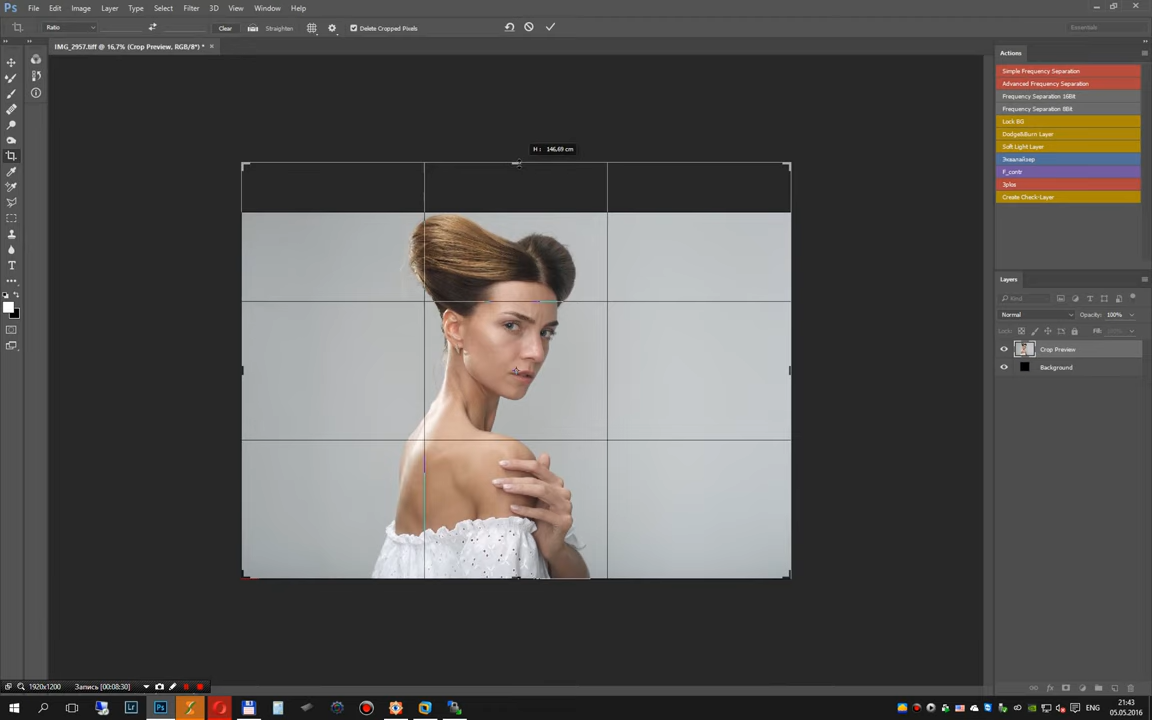 Ps File Edit Image Layer Type Select Filter 3D View Window Help
Ratio Clear Straighten Delete Cropped Pixels Essentials
IMG_2957.tiff @ 16,7% (Crop Preview, RGB/8*) *
Actions
Simple Frequency Separation
Advanced Frequency Separation
Frequency Separation 16Bit
Frequency Separation 8Bit
Lock BG
Dodge&Burn Layer
Soft Light Layer
Эквалайзер
F_contr
3plos
Create Check-Layer
H: 146,69 cm
Layers
Kind
Normal Opacity: 100%
Lock: Fill:
Crop Preview
Background
1920x1200 Запись [00:08:30]
Lr Ps
ENG
21:43
05.05.2016